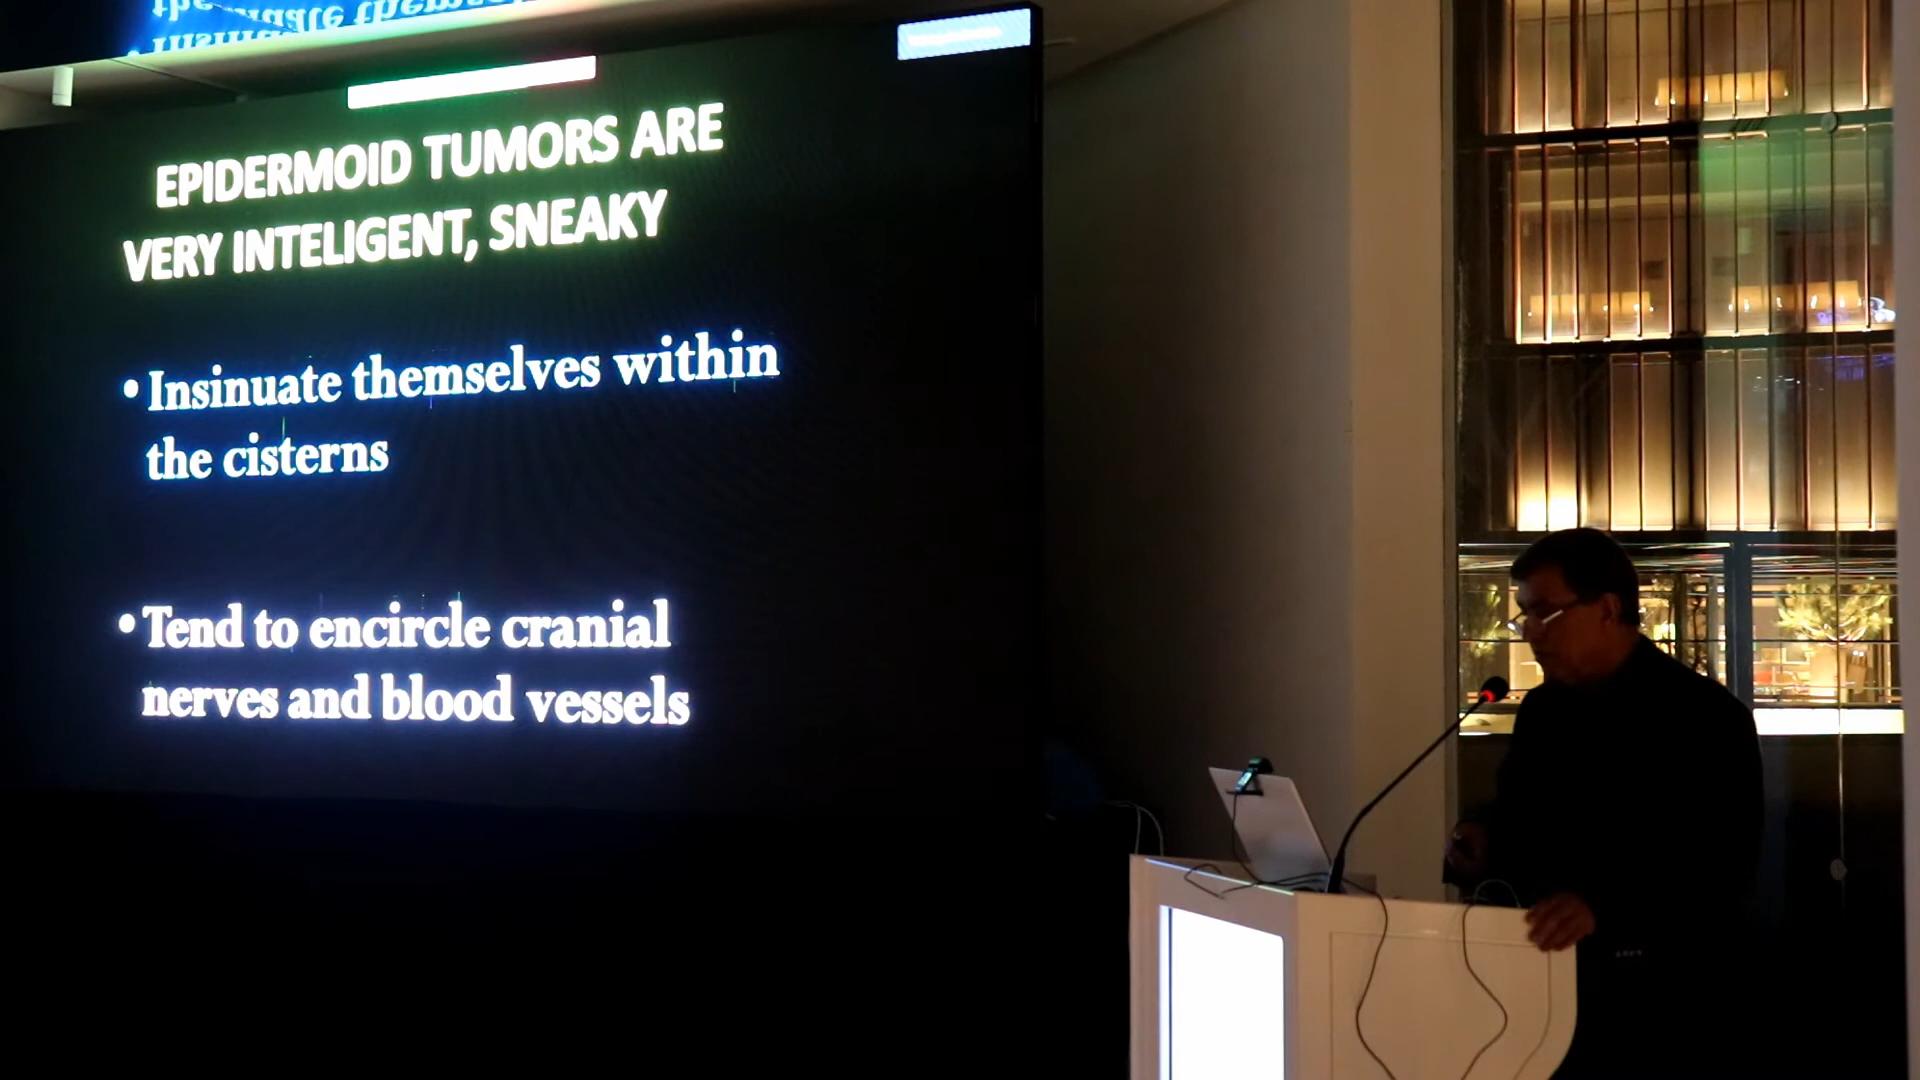 EPIDERMOID TUMORS ARE
VERY INTELIGENT, SNEAKY
• Insinuate themselves within
the cisterns
• Tend to encircle cranial
nerves and blood vessels